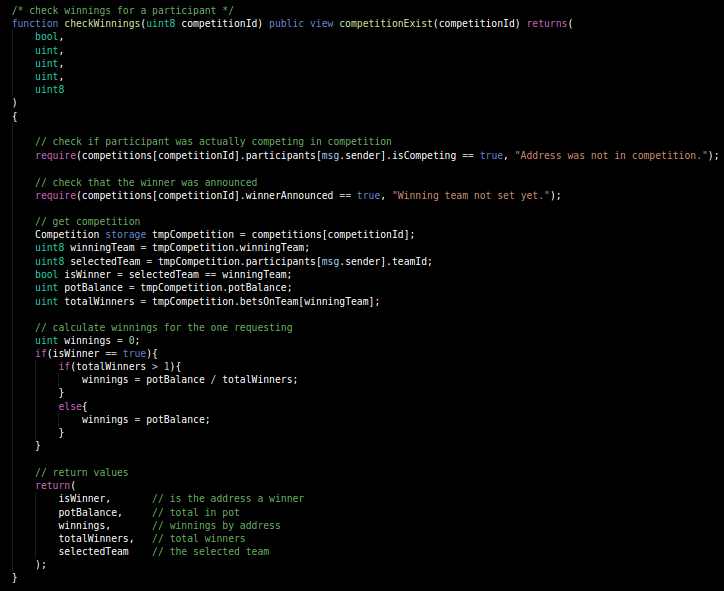 /* check winnings for a participant */
function checkWinnings(uint8 competitionId) public view competitionExist(competitionId) returns(
    bool,
    uint,
    uint,
    uint,
    uint8
)
{
    // check if participant was actually competing in competition
    require(competitions[competitionId].participants[msg.sender].isCompeting == true, "Address was not in competition.");
    // check that the winner was announced
    require(competitions[competitionId].winnerAnnounced == true, "Winning team not set yet.");
    // get competition
    Competition storage tmpCompetition = competitions[competitionId];
    uint8 winningTeam = tmpCompetition.winningTeam;
    uint8 selectedTeam = tmpCompetition.participants[msg.sender].teamId;
    bool isWinner = selectedTeam == winningTeam;
    uint potBalance = tmpCompetition.potBalance;
    uint totalWinners = tmpCompetition.betsOnTeam[winningTeam];
    // calculate winnings for the one requesting
    uint winnings = 0;
    if(isWinner == true){
        if(totalWinners > 1){
            winnings = potBalance / totalWinners;
        }
        else{
            winnings = potBalance;
        }
    }
    // return values
    return(
        isWinner,       // is the address a winner
        potBalance,     // total in pot
        winnings,       // winnings by address
        totalWinners,   // total winners
        selectedTeam    // the selected team
    );
}